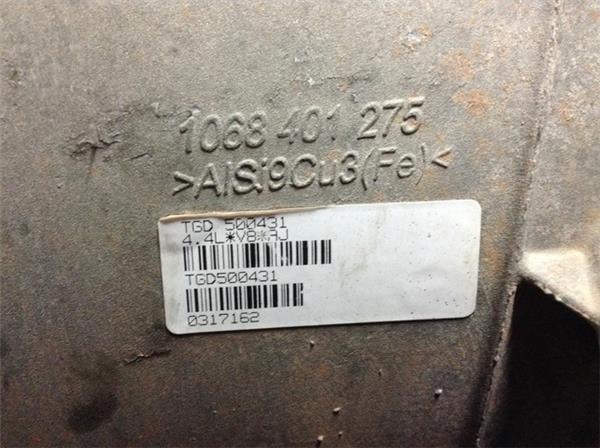 1068 401 275
>AlSi9Cu3(Fe)<
TGD 500431
4.4L*V8*AJ
TGD500431
0317162